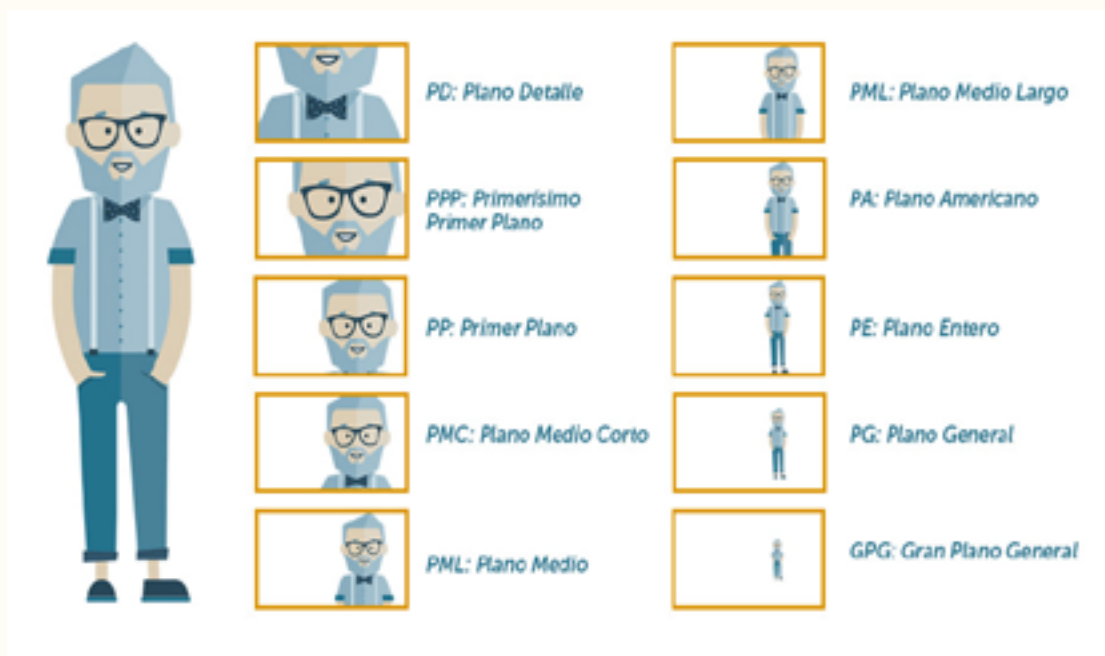 PD: Plano Detalle
PPP: Primerísimo
Primer Plano
PP: Primer Plano
PMC: Plano Medio Corto
PML: Plano Medio
PML: Plano Medio Largo
PA: Plano Americano
PE: Plano Entero
PG: Plano General
GPG: Gran Plano General